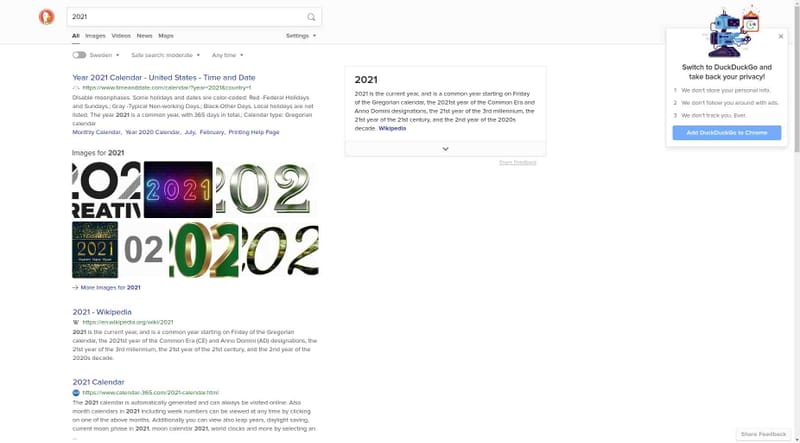 2021
All Images Videos News Maps Settings
Sweden Safe search: moderate Any time
Year 2021 Calendar - United States - Time and Date
https://www.timeanddate.com/calendar/?year=2021&country=1
Disable moonphases. Some holidays and dates are color-coded: Red -Federal Holidays
and Sundays.; Gray -Typical Non-working Days.; Black-Other Days. Local holidays are not
listed. The year 2021 is a common year, with 365 days in total.; Calendar type: Gregorian
calendar
Monthly Calendar, Year 2020 Calendar, July, February, Printing Help Page
Images for 2021
2021
202
2021
02
202
202
More Images for 2021
2021 - Wikipedia
https://en.wikipedia.org/wiki/2021
2021 is the current year, and is a common year starting on Friday of the Gregorian
calendar, the 2021st year of the Common Era (CE) and Anno Domini (AD) designations, the
21st year of the 3rd millennium, the 21st year of the 21st century, and the 2nd year of the
2020s decade.
2021 Calendar
https://www.calendar-365.com/2021-calendar.html
The 2021 calendar is automatically generated and can always be visited online. Also
month calendars in 2021 including week numbers can be viewed at any time by clicking
on one of the above months. Additionally you can view also leap years, daylight saving,
current moon phase in 2021, moon calendar 2021, world clocks and more by selecting an ...
2021
2021 is the current year, and is a common year starting on Friday
of the Gregorian calendar, the 2021st year of the Common Era and
Anno Domini designations, the 21st year of the 3rd millennium,
the 21st year of the 21st century, and the 2nd year of the 2020s
decade. Wikipedia
Share Feedback
Switch to DuckDuckGo and
take back your privacy!
1 We don't store your personal info.
2 We don't follow you around with ads.
3 We don't track you. Ever.
Add DuckDuckGo to Chrome
Share Feedback